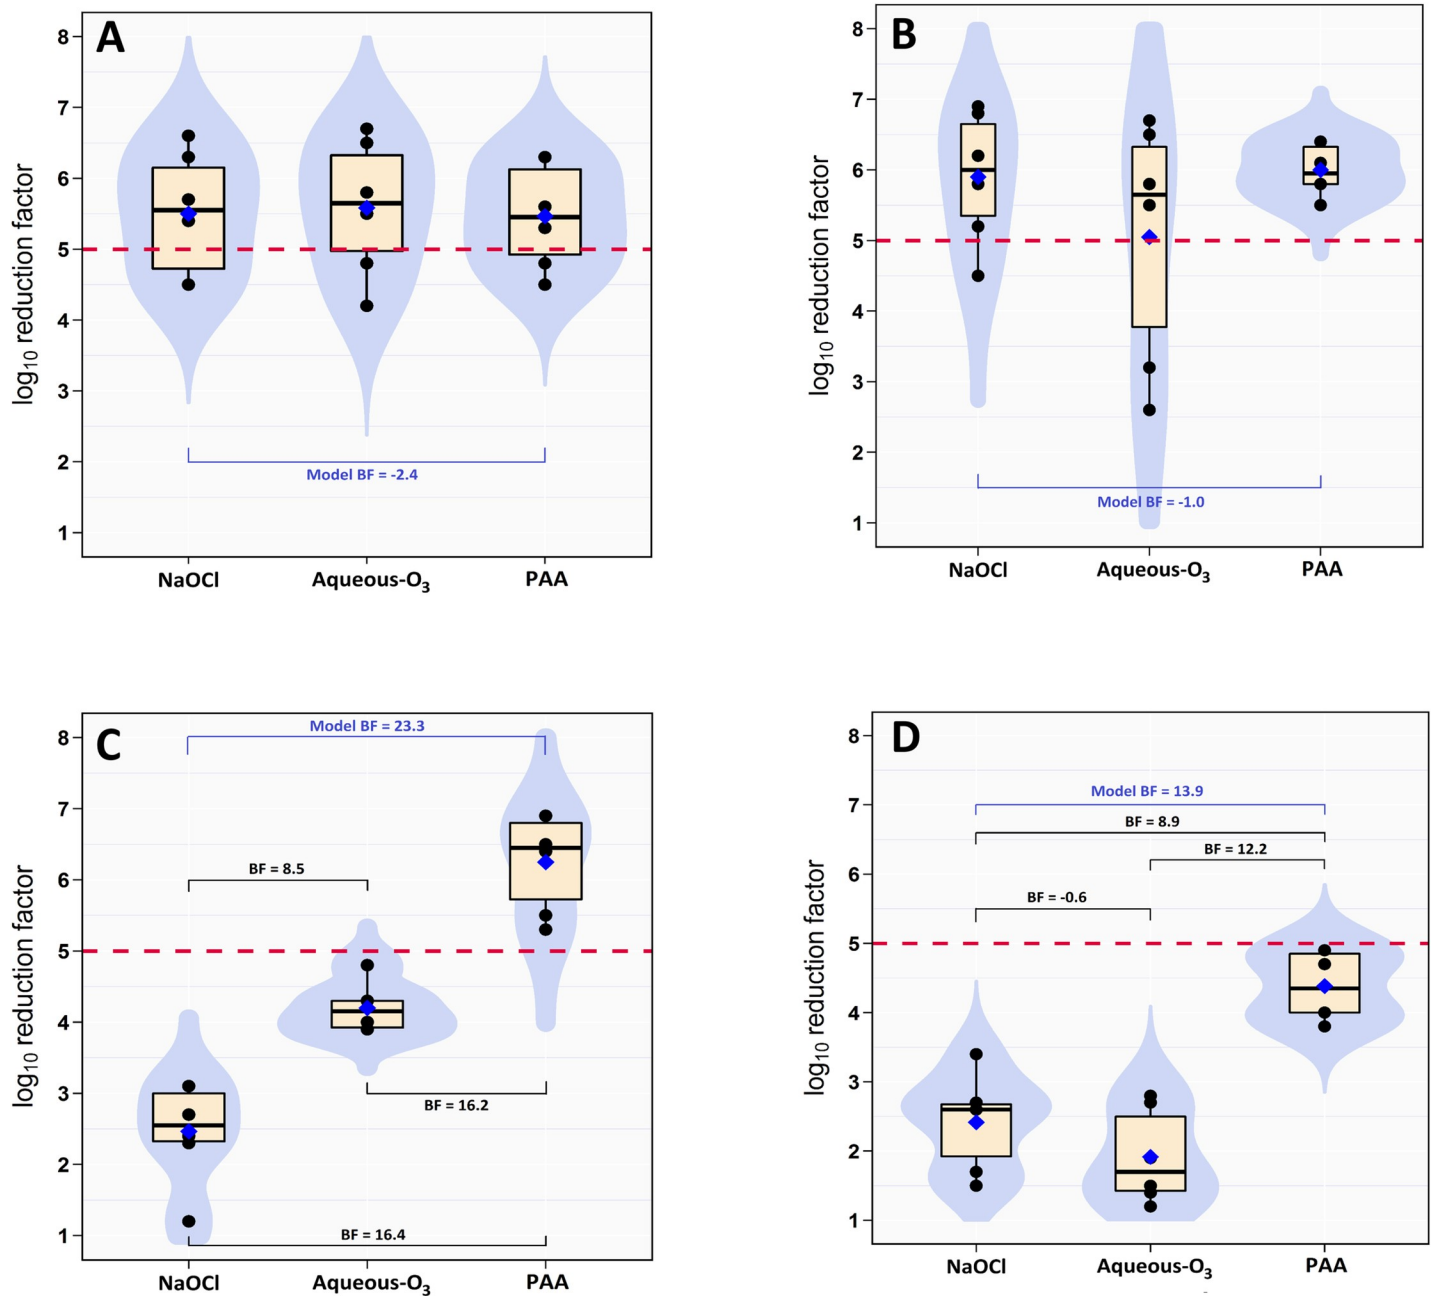 A
log10 reduction factor
8
7
6
5
4
3
2
1
Model BF = -2.4
NaOCl
Aqueous-O3
PAA
B
log10 reduction factor
8
7
6
5
4
3
2
1
Model BF = -1.0
NaOCl
Aqueous-O3
PAA
C
log10 reduction factor
8
7
6
5
4
3
2
1
Model BF = 23.3
BF = 8.5
BF = 16.2
BF = 16.4
NaOCl
Aqueous-O3
PAA
D
log10 reduction factor
8
7
6
5
4
3
2
1
Model BF = 13.9
BF = 8.9
BF = 12.2
BF = -0.6
NaOCl
Aqueous-O3
PAA